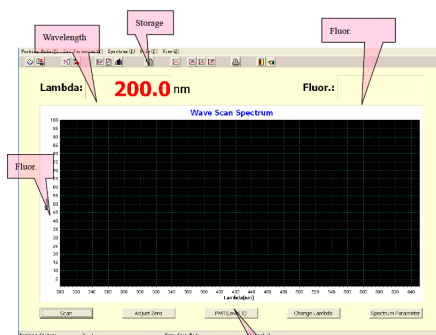 Wavelength
Storage
Fluor.
Lambda:
200.0 nm
Fluor.:
Wave Scan Spectrum
100
95
90
85
80
75
70
65
60
55
50
45
40
35
30
25
20
15
10
5
Fluor.
200 220 240 260 280 300 320 340 360 380 400 420 440 460 480 500 520 540 560 580 600 620 640
Lambda(nm)
Scan
Adjust Zero
PMT(Level 1)
Change Lambda
Spectrum Parameter